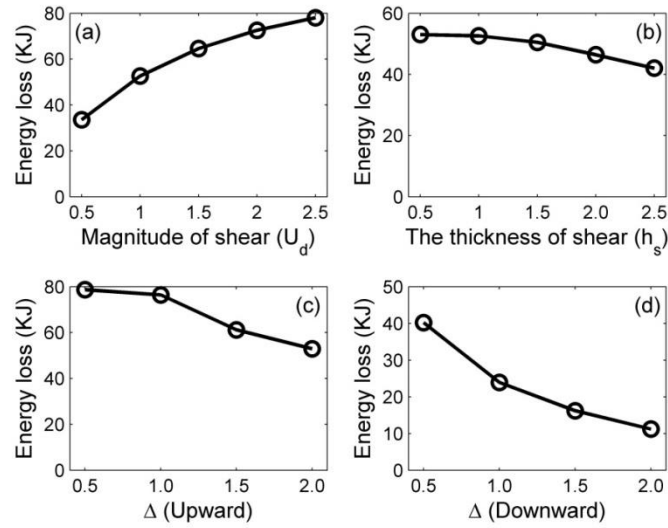 (a)
Energy loss (KJ)
80
60
40
20
0
0.5 1 1.5 2 2.5
Magnitude of shear (U_d)
(b)
Energy loss (KJ)
60
40
20
0
0.5 1 1.5 2.0 2.5
The thickness of shear (h_s)
(c)
Energy loss (KJ)
80
60
40
20
0
0.5 1.0 1.5 2.0
Δ (Upward)
(d)
Energy loss (KJ)
50
40
30
20
10
0
0.5 1.0 1.5 2.0
Δ (Downward)